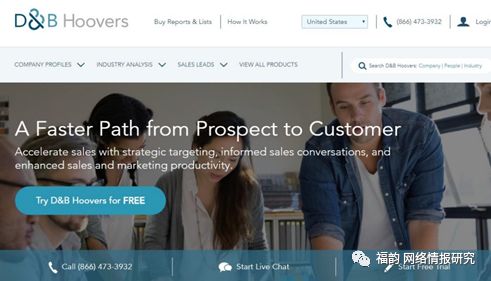 D&B Hoovers
Buy Reports & Lists | How It Works
United States
(866) 473-3932
Login
COMPANY PROFILES
INDUSTRY ANALYSIS
SALES LEADS
VIEW ALL PRODUCTS
Search D&B Hoovers: Company | People | Industry
A Faster Path from Prospect to Customer
Accelerate sales with strategic targeting, informed sales conversations, and
enhanced sales and marketing productivity.
Try D&B Hoovers for FREE
Call (866) 473-3932
Start Live Chat
Start Free Trial
福韵 网络情报研究